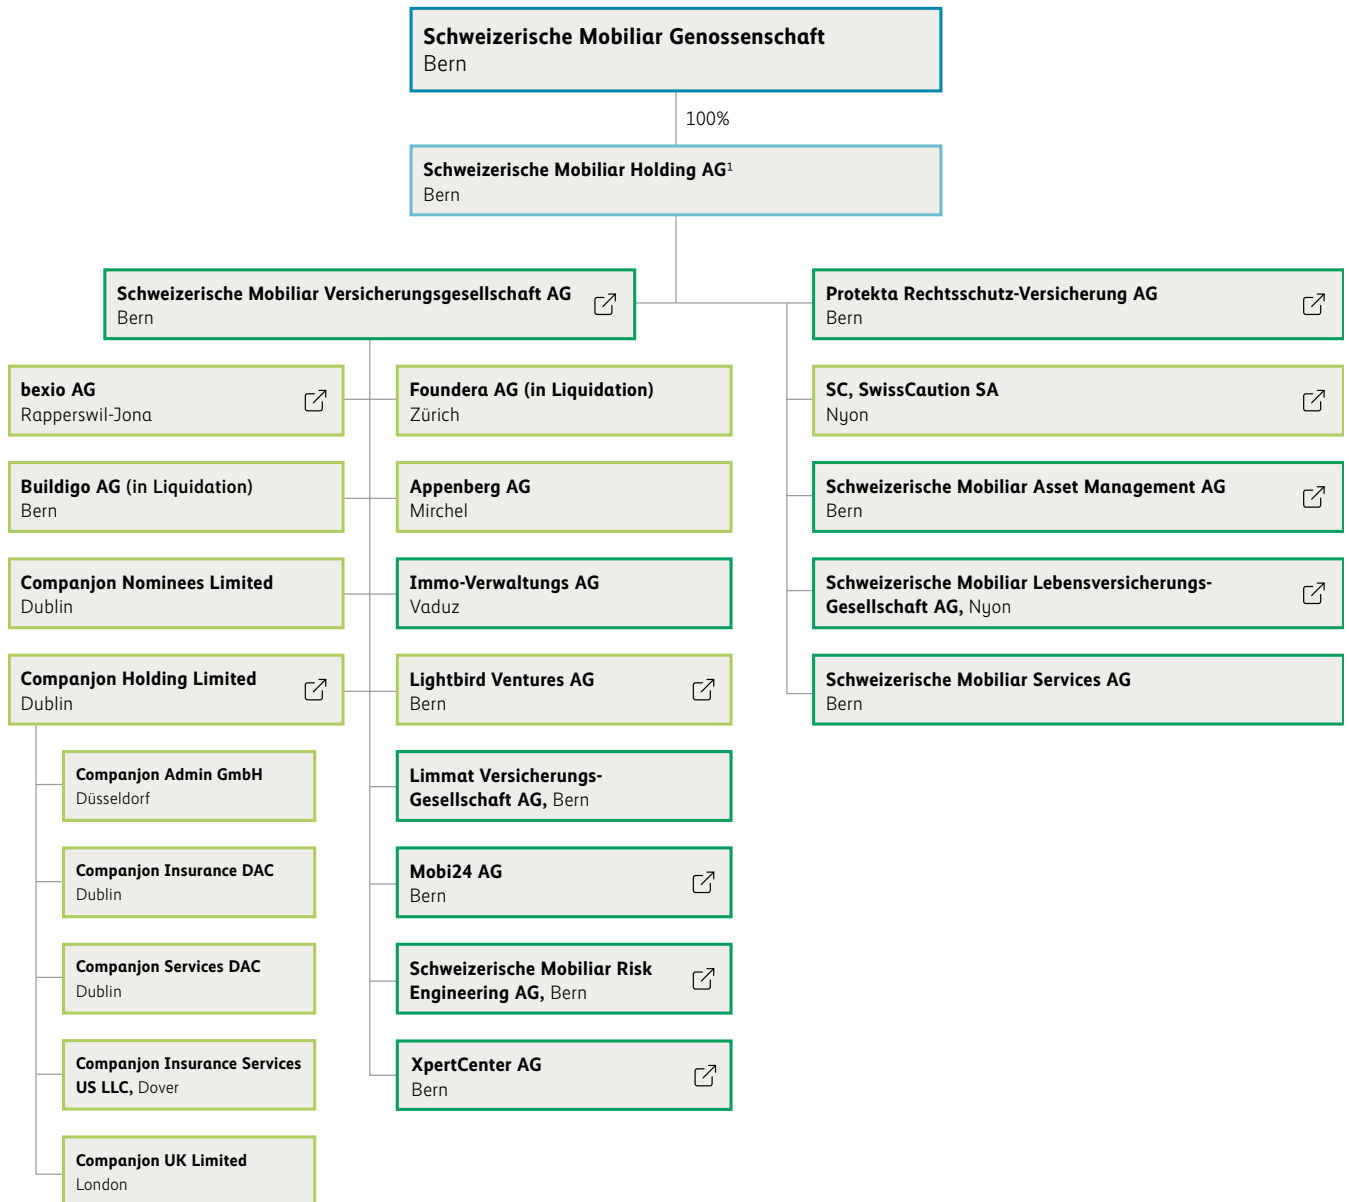 Schweizerische Mobiliar Genossenschaft
Bern
100%
Schweizerische Mobiliar Holding AG¹
Bern
Schweizerische Mobiliar Versicherungsgesellschaft AG
Bern
Protekta Rechtsschutz-Versicherung AG
Bern
bexio AG
Rapperswil-Jona
Foundera AG (in Liquidation)
Zürich
SC, SwissCaution SA
Nyon
Buildigo AG (in Liquidation)
Bern
Appenberg AG
Mirchel
Schweizerische Mobiliar Asset Management AG
Bern
Companjon Nominees Limited
Dublin
Immo-Verwaltungs AG
Vaduz
Schweizerische Mobiliar Lebensversicherungs-
Gesellschaft AG, Nyon
Companjon Holding Limited
Dublin
Lightbird Ventures AG
Bern
Schweizerische Mobiliar Services AG
Bern
Companjon Admin GmbH
Düsseldorf
Limmat Versicherungs-
Gesellschaft AG, Bern
Companjon Insurance DAC
Dublin
Mobi24 AG
Bern
Companjon Services DAC
Dublin
Schweizerische Mobiliar Risk
Engineering AG, Bern
Companjon Insurance Services
US LLC, Dover
XpertCenter AG
Bern
Companjon UK Limited
London